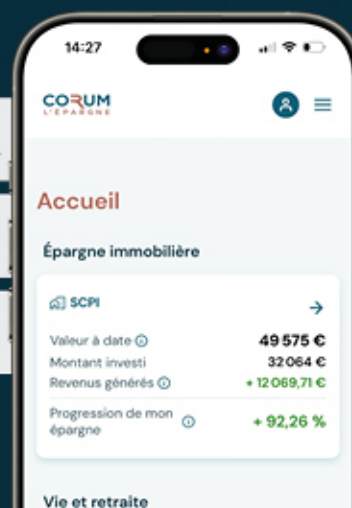 14:27
CORUM
L'ÉPARGNE
Accueil
Épargne immobilière
SCPI
Valeur à date 49 575 €
Montant investi 32 064 €
Revenus générés + 12 069,71 €
Progression de mon
épargne + 92,26 %
Vie et retraite